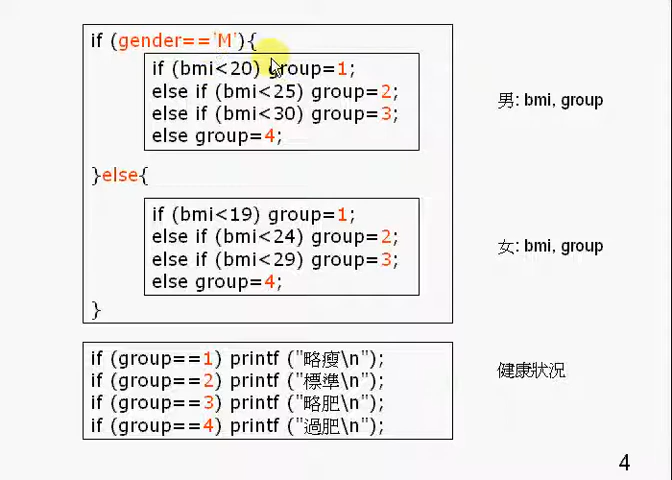 if (gender=='M'){
if (bmi<20) group=1;
else if (bmi<25) group=2;
else if (bmi<30) group=3;
else group=4;
男: bmi, group
}else{
if (bmi<19) group=1;
else if (bmi<24) group=2;
else if (bmi<29) group=3;
else group=4;
女: bmi, group
}
if (group==1) printf ("略瘦\n");
if (group==2) printf ("標準\n");
if (group==3) printf ("略肥\n");
if (group==4) printf ("過肥\n");
健康狀況
4